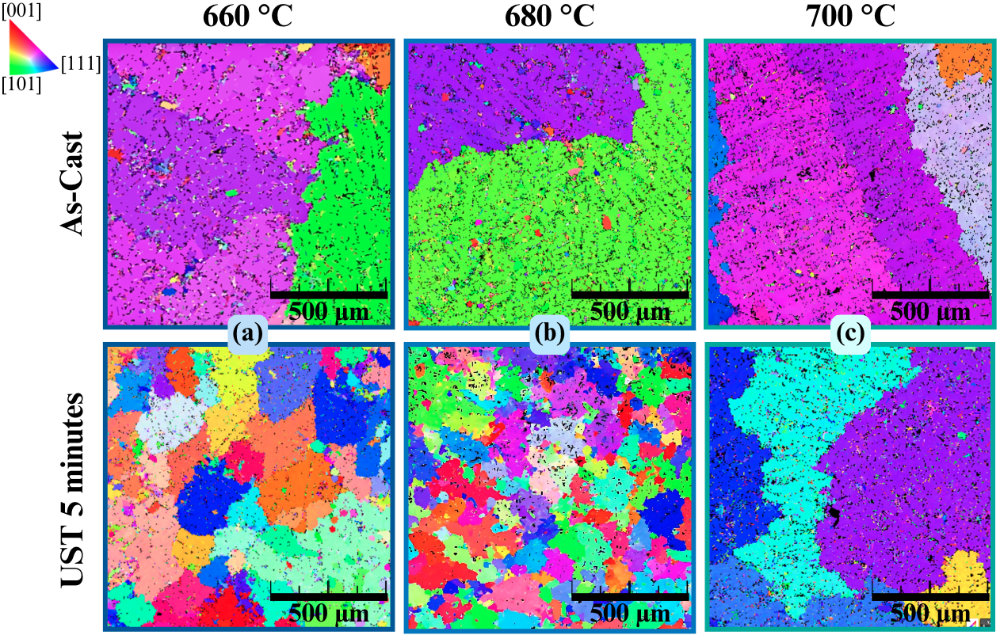 [001]
[111]
[101]
660 °C
680 °C
700 °C
As-Cast
500 µm
500 µm
500 µm
(a)
(b)
(c)
UST 5 minutes
500 µm
500 µm
500 µm